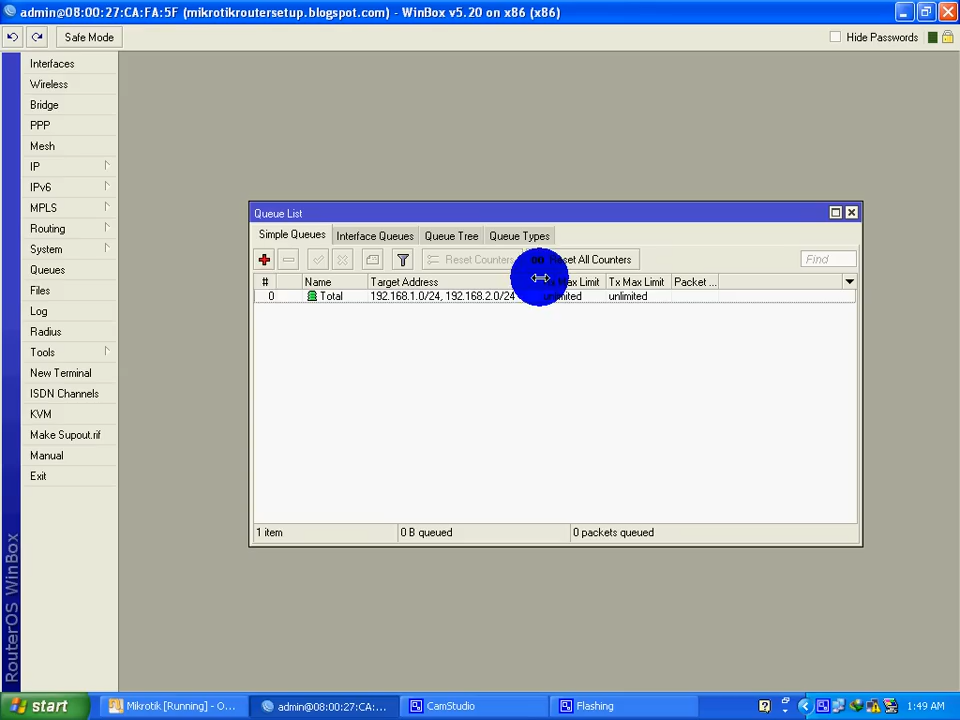 admin@08:00:27:CA:FA:5F (mikrotikroutersetup.blogspot.com) - WinBox v5.20 on x86 (x86)
Safe Mode
Hide Passwords
Interfaces
Wireless
Bridge
PPP
Mesh
IP
IPv6
MPLS
Routing
System
Queues
Files
Log
Radius
Tools
New Terminal
ISDN Channels
KVM
Make Supout.rif
Manual
Exit
RouterOS WinBox
Queue List
Simple Queues Interface Queues Queue Tree Queue Types
Reset Counters 00 Reset All Counters Find
# Name Target Address Max Limit Tx Max Limit Packet ...
0 Total 192.168.1.0/24, 192.168.2.0/24 unlimited unlimited
1 item 0 B queued 0 packets queued
start Mikrotik [Running] - O... admin@08:00:27:CA:... CamStudio Flashing 1:49 AM